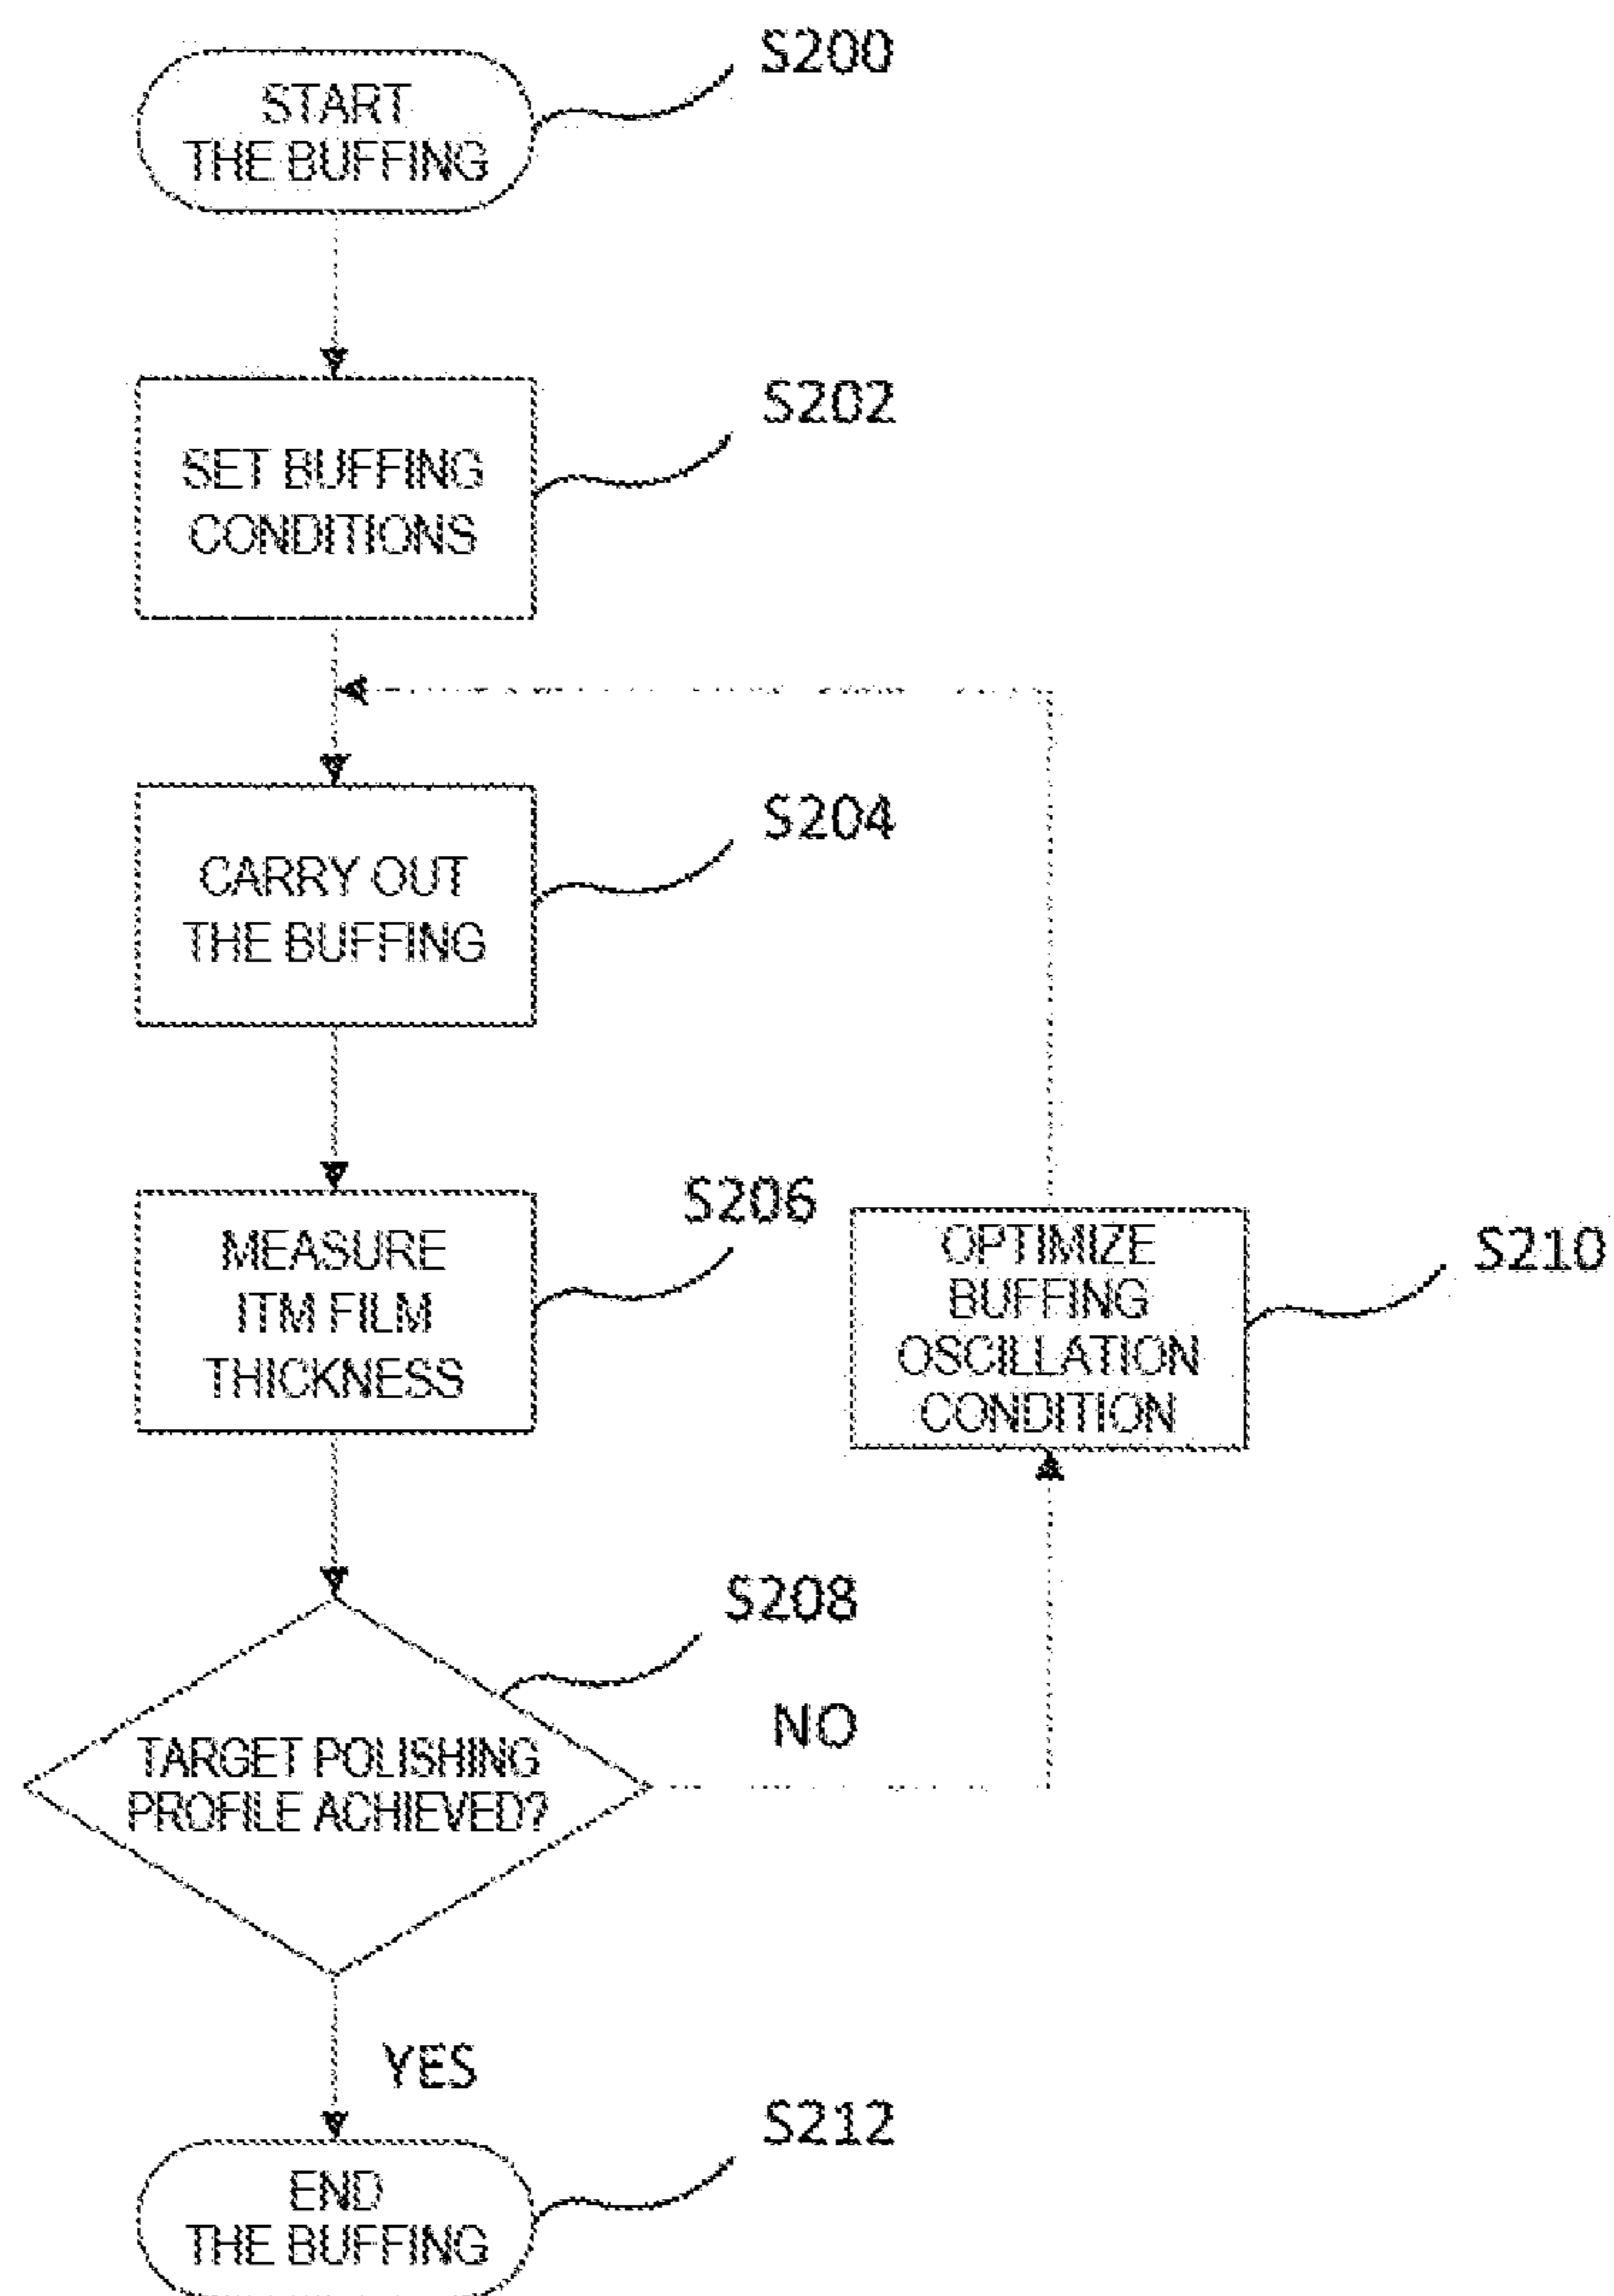 S200
START
THE BUFFING
S202
SET BUFFING
CONDITIONS
S204
CARRY OUT
THE BUFFING
S206
MEASURE
ITM FILM
THICKNESS
S210
OPTIMIZE
BUFFING
OSCILLATION
CONDITION
S208
TARGET POLISHING
PROFILE ACHIEVED?
NO
YES
S212
END
THE BUFFING